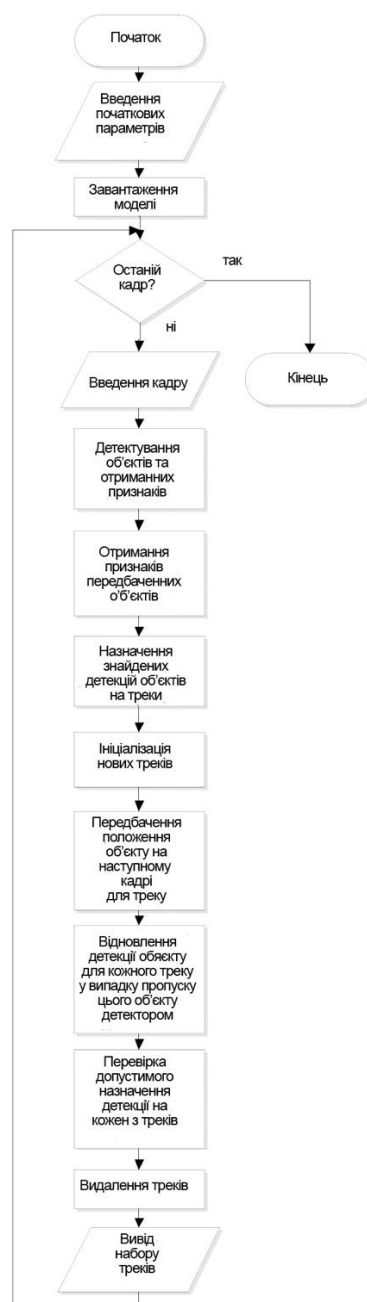 Початок
Введення
початкових
параметрів
Завантаження
моделі
Останій
кадр?
так
ні
Введення кадру
Кінець
Детектування
об'єктів та
отриманних
признаків
Отримання
признаків
передбаченних
о'б'єктів
Назначення
знайдених
детекцій об'єктів
на треки
Ініціалізація
нових треків
Передбачення
положення
об'єкту на
наступному
кадрі
для треку
Відновлення
детекції обяєкту
для кожного треку
у випадку пропуску
цього об'єкту
детектором
Перевірка
допустимого
назначення
детекції на
кожен з треків
Видалення треків
Вивід
набору
треків